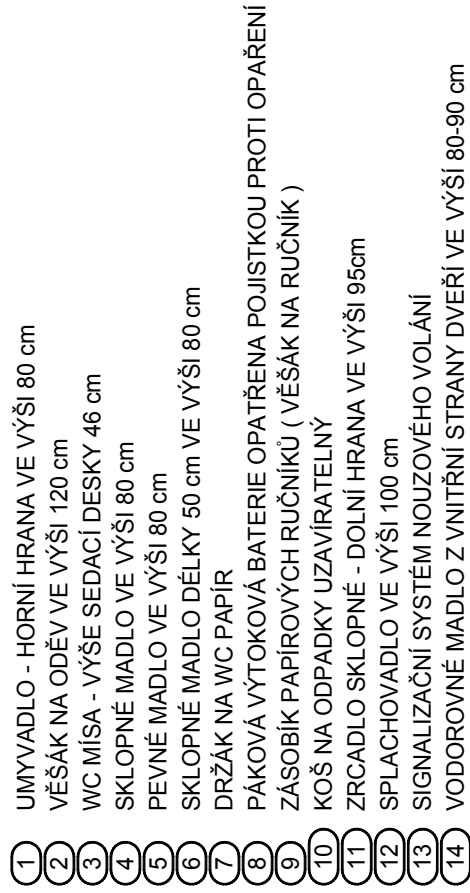 1 UMYVADLO - HORNÍ HRANA VE VÝŠI 80 cm
2 VĚŠÁK NA ODĚV VE VÝŠI 120 cm
3 WC MÍSA - VÝŠE SEDACÍ DESKY 46 cm
4 SKLOPNÉ MADLO VE VÝŠI 80 cm
5 PEVNÉ MADLO VE VÝŠI 80 cm
6 SKLOPNÉ MADLO DÉLKY 50 cm VE VÝŠI 80 cm
7 DRŽÁK NA WC PAPÍR
8 PÁKOVÁ VÝTOKOVÁ BATERIE OPATŘENA POJISTKOU PROTI OPAŘENÍ
9 ZÁSOBÍK PAPÍROVÝCH RUČNÍKŮ ( VĚŠÁK NA RUČNÍK )
10 KOŠ NA ODPADKY UZAVÍRATELNÝ
11 ZRCADLO SKLOPNÉ - DOLNÍ HRANA VE VÝŠI 95cm
12 SPLACHOVADLO VE VÝŠI 100 cm
13 SIGNALIZAČNÍ SYSTÉM NOUZOVÉHO VOLÁNÍ
14 VODOROVNÉ MADLO Z VNITŘNÍ STRANY DVEŘÍ VE VÝŠI 80-90 cm